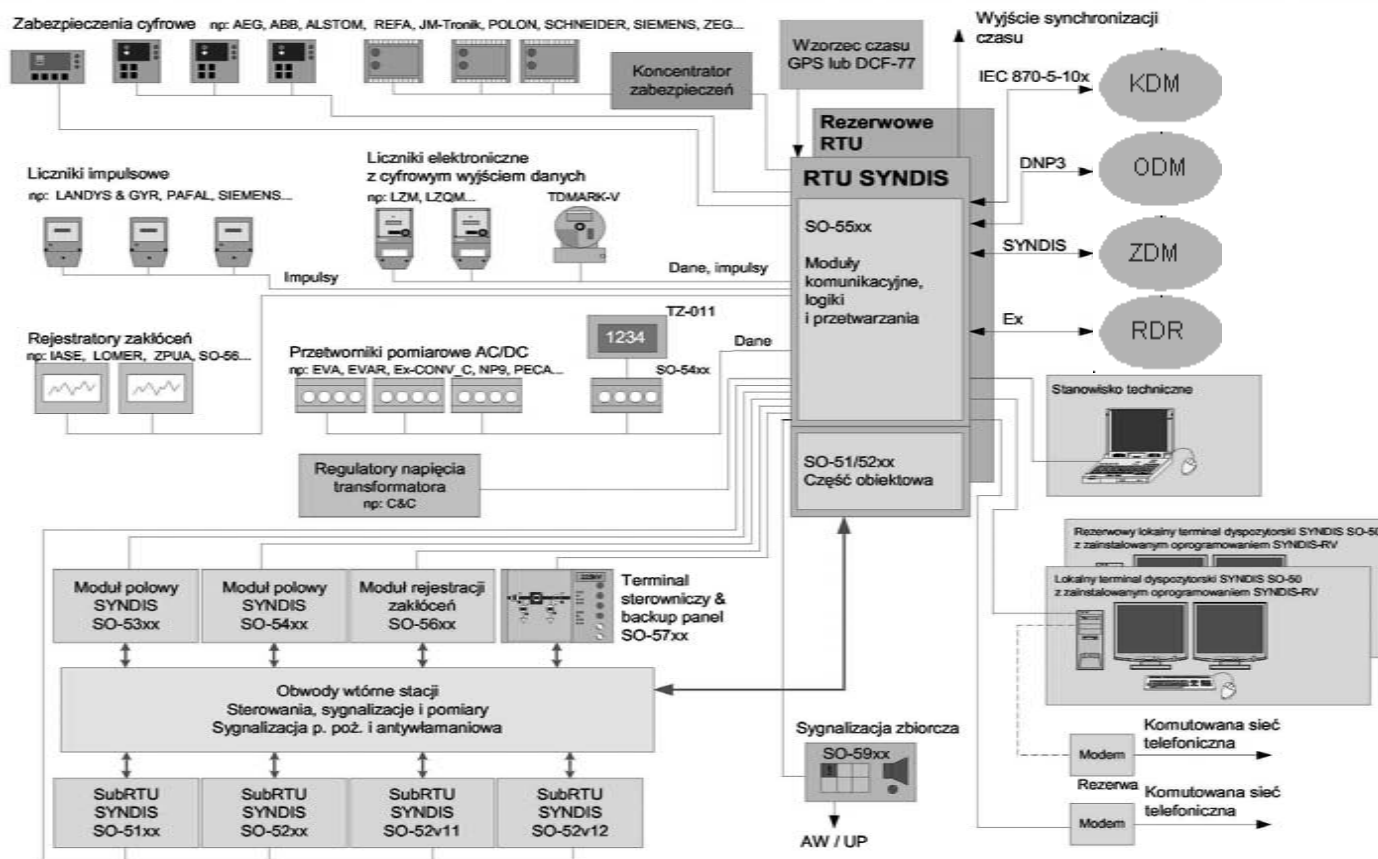 Zabezpieczenia cyfrowe np: AEG, ABB, ALSTOM, REFA, JM-Tronik, POLON, SCHNEIDER, SIEMENS, ZEG...
Koncentrator
zabezpieczeń
Wzorzec czasu
GPS lub DCF-77
Wyjście synchronizacji
czasu
IEC 870-5-10x
KDM
Rezerwowe
RTU
DNP3
ODM
Liczniki impulsowe
np: LANDYS & GYR, PAFAL, SIEMENS...
Liczniki elektroniczne
z cyfrowym wyjściem danych
np: LZM, LZQM...
TDMARK-V
RTU SYNDIS
SO-55xx
Moduły
komunikacyjne,
logiki
i przetwarzania
SYNDIS
ZDM
Impulsy
Dane, impulsy
Ex
RDR
Rejestratory zakłóceń
np: IASE, LOMER, ZPUA, SO-56...
TZ-011
1234
Przetworniki pomiarowe AC/DC
np: EVA, EVAR, Ex-CONV_C, NP9, PECA...
SO-54xx
Dane
Stanowisko techniczne
Regulatory napięcia
transformatora
np: C&C
SO-51/52xx
Część obiektowa
Rezerwowy lokalny terminal dyspozytorski SYNDIS SO-50
z zainstalowanym oprogramowaniem SYNDIS-RV
Lokalny terminal dyspozytorski SYNDIS SO-50
z zainstalowanym oprogramowaniem SYNDIS-RV
Moduł polowy
SYNDIS
SO-53xx
Moduł polowy
SYNDIS
SO-54xx
Moduł rejestracji
zakłóceń
SO-56xx
Terminal
sterowniczy &
backup panel
SO-57xx
Obwody wtórne stacji
Sterowania, sygnalizacje i pomiary
Sygnalizacja p. poż. i antywłamaniowa
SubRTU
SYNDIS
SO-51xx
SubRTU
SYNDIS
SO-52xx
SubRTU
SYNDIS
SO-52v11
SubRTU
SYNDIS
SO-52v12
Sygnalizacja zbiorcza
SO-59xx
AW / UP
Modem
Rezerwa
Komutowana sieć
telefoniczna
Modem
Komutowana sieć
telefoniczna